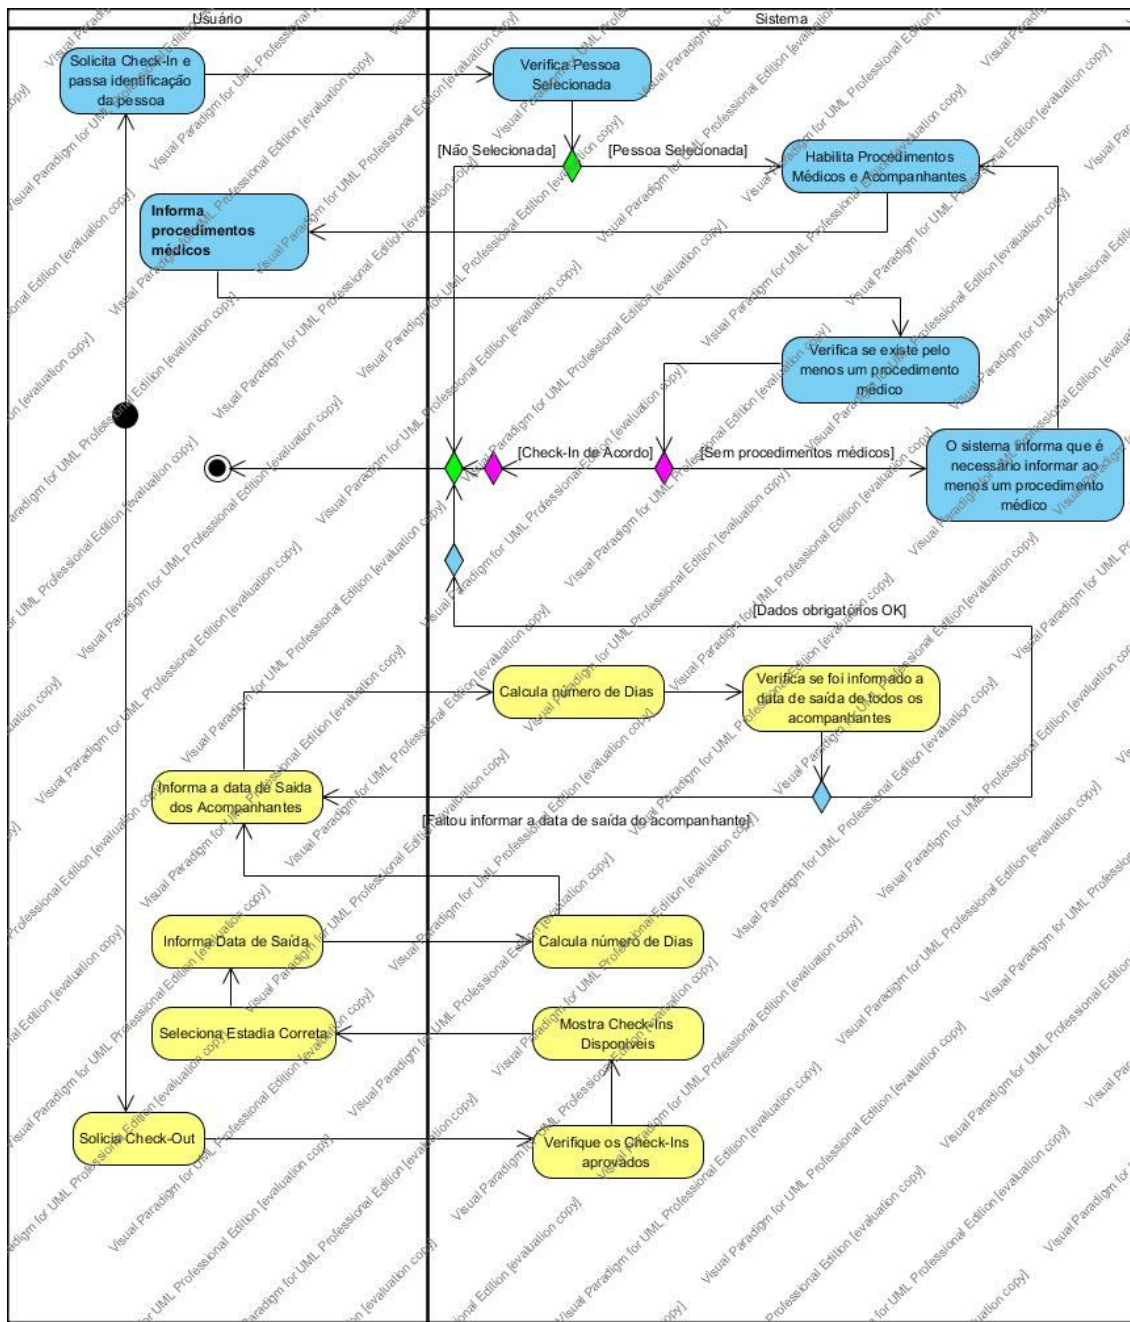 Usuário
Sistema
Solicita Check-In e
passa identificação
da pessoa
Verifica Pessoa
Selecionada
[Não Selecionada]
[Pessoa Selecionada]
Habilita Procedimentos
Médicos e Acompanhantes
Informa
procedimentos
médicos
Verifica se existe pelo
menos um procedimento
médico
[Check-In de Acordo]
[Sem procedimentos médicos]
O sistema informa que é
necessário informar ao
menos um procedimento
médico
[Dados obrigatórios OK]
Calcula número de Dias
Verifica se foi informado a
data de saída de todos os
acompanhantes
Informa a data de Saida
dos Acompanhantes
[Faltou informar a data de saída do acompanhante]
Informa Data de Saída
Calcula número de Dias
Seleciona Estadia Correta
Mostra Check-Ins
Disponíveis
Solicia Check-Out
Verifique os Check-Ins
aprovados
Visual Paradigm for UML Professional Edition [evaluation copy]